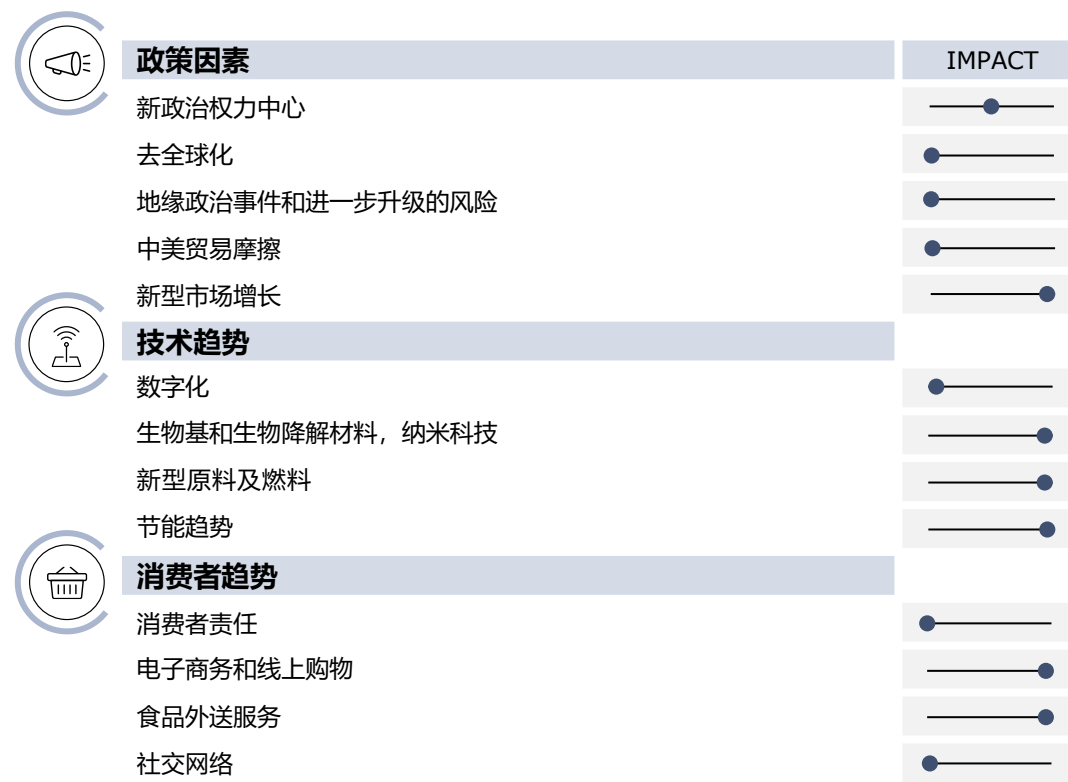 政策因素
IMPACT
新政治权力中心
去全球化
地缘政治事件和进一步升级的风险
中美贸易摩擦
新型市场增长
技术趋势
数字化
生物基和生物降解材料，纳米科技
新型原料及燃料
节能趋势
消费者趋势
消费者责任
电子商务和线上购物
食品外送服务
社交网络